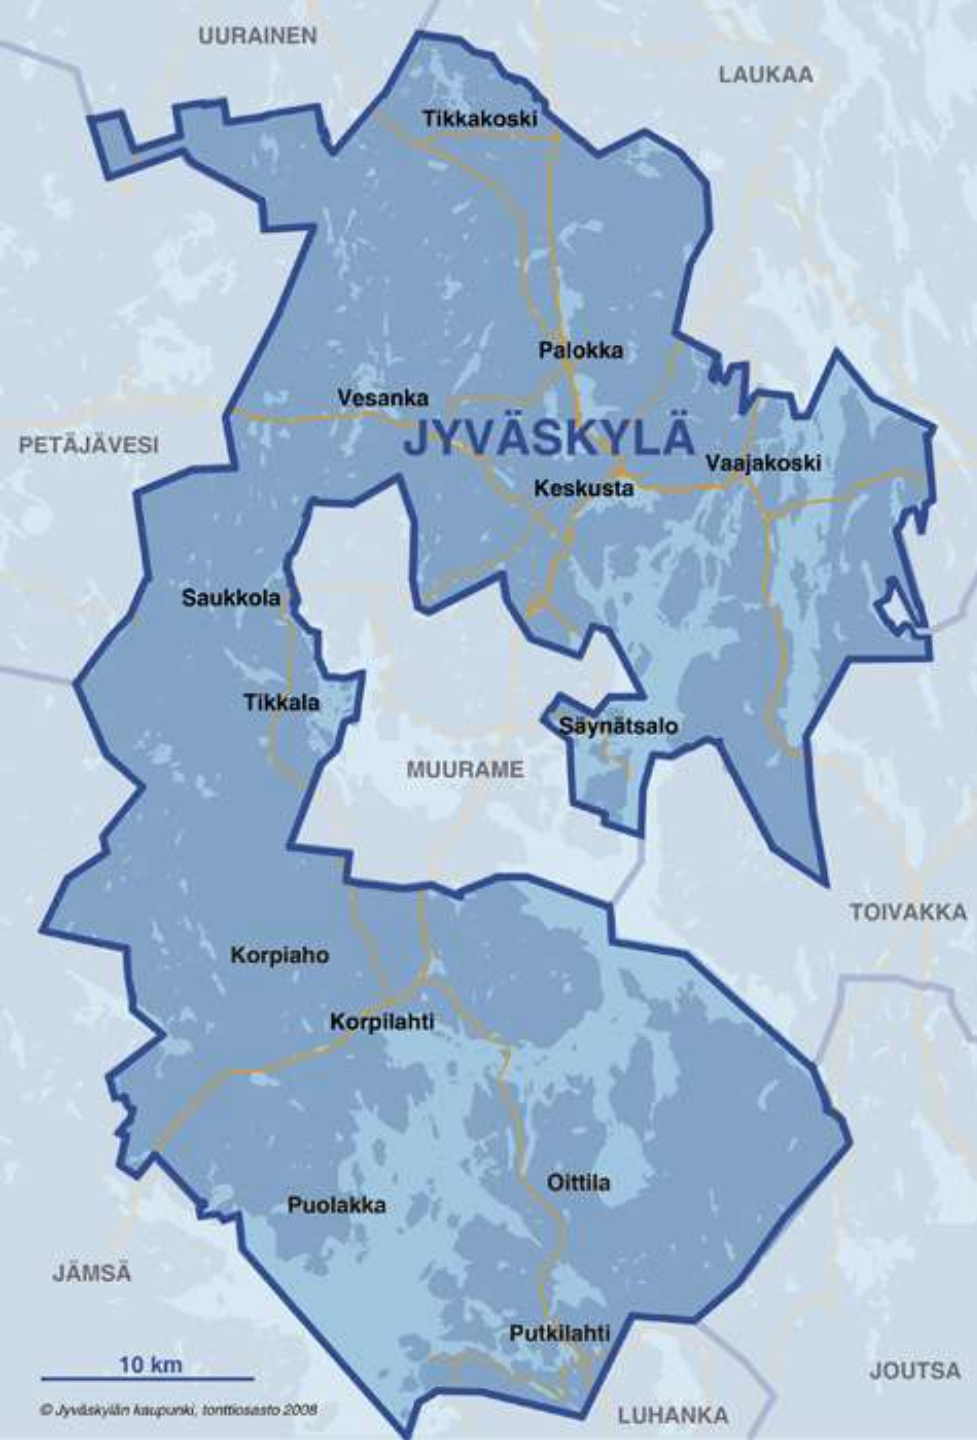 UURAINEN
LAUKAA
Tikkakoski
Palokka
Vesanka
JYVÄSKYLÄ
PETÄJÄVESI
Vaajakoski
Keskusta
Saukkola
Tikkala
Säynätsalo
MUURAME
TOIVAKKA
Korpiaho
Korpilahti
Oittila
Puolakka
JÄMSÄ
Putkilahti
10 km
JOUTSA
© Jyväskylän kaupunki, tonttiosasto 2008
LUHANKA